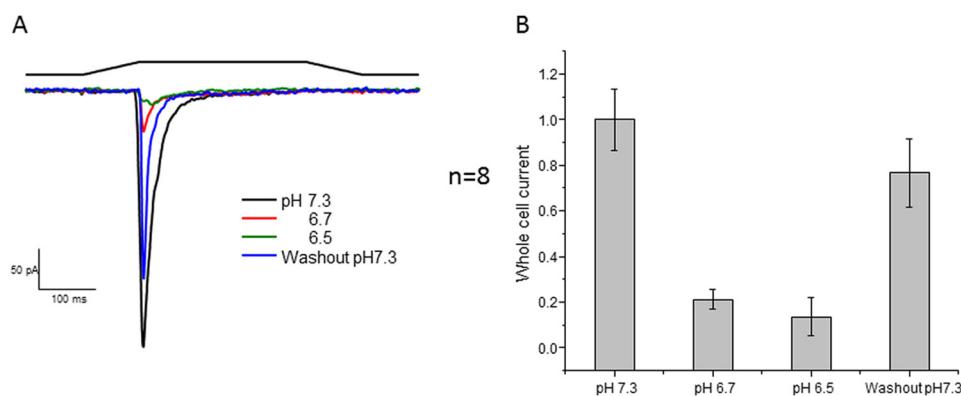 A
pH 7.3
6.7
6.5
Washout pH7.3
50 pA
100 ms
n=8
B
Whole cell current
1.2
1.0
0.8
0.6
0.4
0.2
0.0
pH 7.3
pH 6.7
pH 6.5
Washout pH7.3